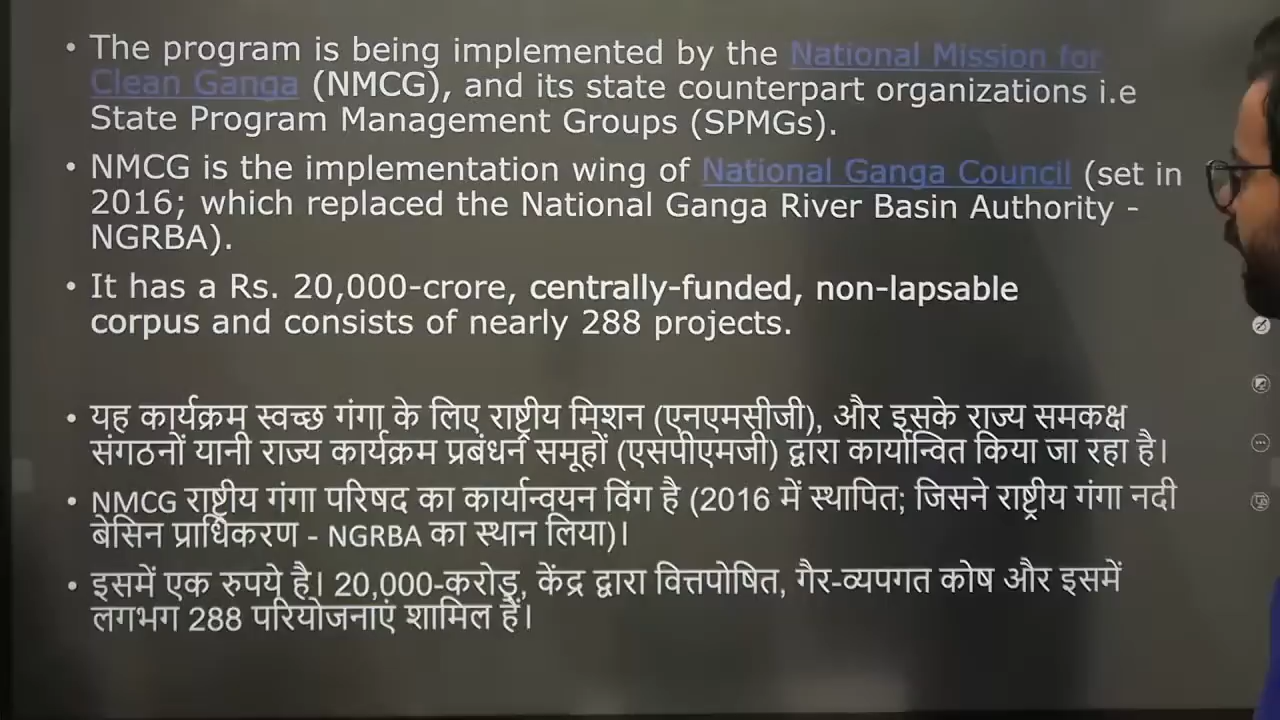 • The program is being implemented by the National Mission for
Clean Ganga (NMCG), and its state counterpart organizations i.e
State Program Management Groups (SPMGs).
• NMCG is the implementation wing of National Ganga Council (set in
2016; which replaced the National Ganga River Basin Authority -
NGRBA).
• It has a Rs. 20,000-crore, centrally-funded, non-lapsable
corpus and consists of nearly 288 projects.
• यह कार्यक्रम स्वच्छ गंगा के लिए राष्ट्रीय मिशन (एनएमसीजी), और इसके राज्य समकक्ष
संगठनों यानी राज्य कार्यक्रम प्रबंधन समूहों (एसपीएमजी) द्वारा कार्यान्वित किया जा रहा है।
• NMCG राष्ट्रीय गंगा परिषद का कार्यान्वयन विंग है (2016 में स्थापित; जिसने राष्ट्रीय गंगा नदी
बेसिन प्राधिकरण - NGRBA का स्थान लिया)।
• इसमें एक रुपये है। 20,000-करोड़, केंद्र द्वारा वित्तपोषित, गैर-व्यपगत कोष और इसमें
लगभग 288 परियोजनाएं शामिल हैं।